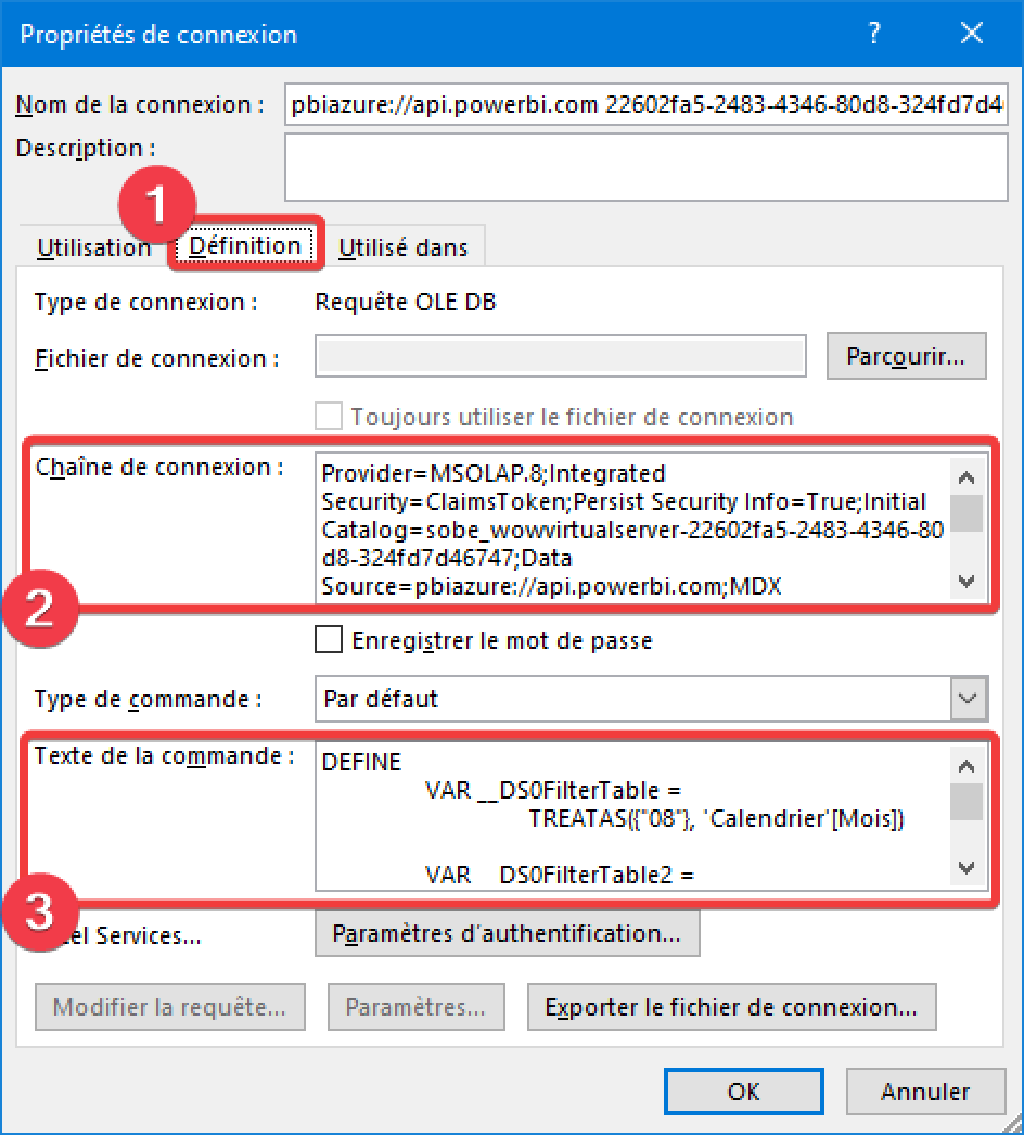 Propriétés de connexion ?
Nom de la connexion : pbiazure://api.powerbi.com 22602fa5-2483-4346-80d8-324fd7d4
Description :
1
Utilisation Définition Utilisé dans
Type de connexion : Requête OLE DB
Fichier de connexion : Parcourir...
Toujours utiliser le fichier de connexion
Chaîne de connexion : Provider=MSOLAP.8;Integrated
Security=ClaimsToken;Persist Security Info=True;Initial
Catalog=sobe_wowvirtualserver-22602fa5-2483-4346-80
d8-324fd7d46747;Data
Source=pbiazure://api.powerbi.com;MDX
2
Enregistrer le mot de passe
Type de commande : Par défaut
Texte de la commande : DEFINE
VAR __DS0FilterTable =
TREATAS({"08"}, 'Calendrier'[Mois])
VAR __DS0FilterTable2 =
3
Services... Paramètres d'authentification...
Modifier la requête... Paramètres... Exporter le fichier de connexion...
OK Annuler